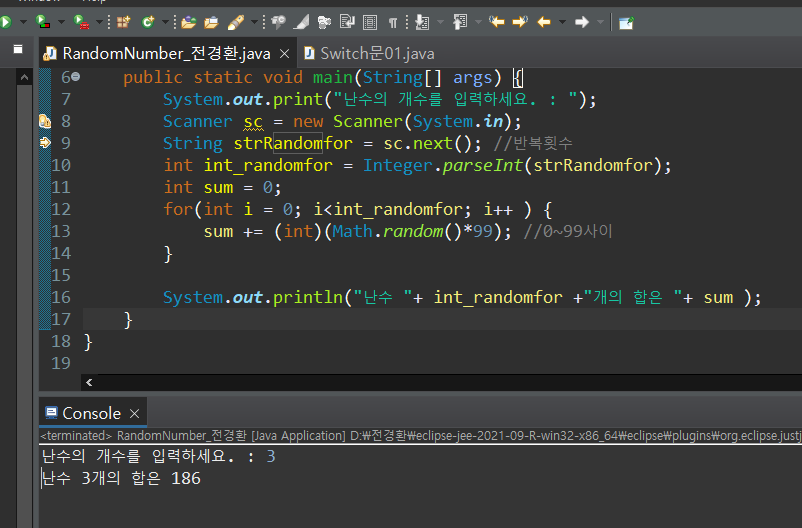 RandomNumber_전경환.java
Switch문01.java
6 public static void main(String[] args) {
7 System.out.print("난수의 개수를 입력하세요. : ");
8 Scanner sc = new Scanner(System.in);
9 String strRandomfor = sc.next(); //반복횟수
10 int int_randomfor = Integer.parseInt(strRandomfor);
11 int sum = 0;
12 for(int i = 0; i<int_randomfor; i++ ) {
13 sum += (int)(Math.random()*99); //0~99사이
14 }
15
16 System.out.println("난수 "+ int_randomfor +"개의 합은 "+ sum );
17 }
18 }
19
Console
<terminated> RandomNumber_전경환 [Java Application] D:₩전경환₩eclipse-jee-2021-09-R-win32-x86_64₩eclipse₩plugins₩org.eclipse.justj
난수의 개수를 입력하세요. : 3
난수 3개의 합은 186